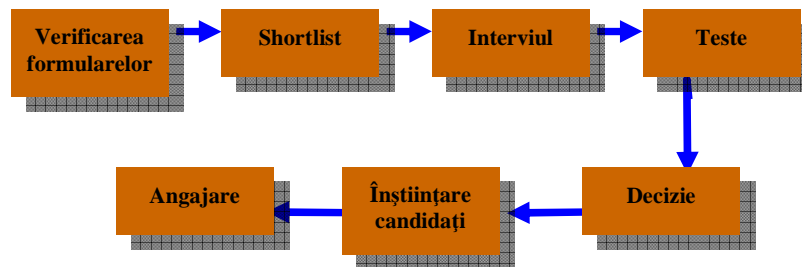 Verificarea
formularelor
Shortlist
Interviul
Teste
Decizie
Înştiinţare
candidaţi
Angajare